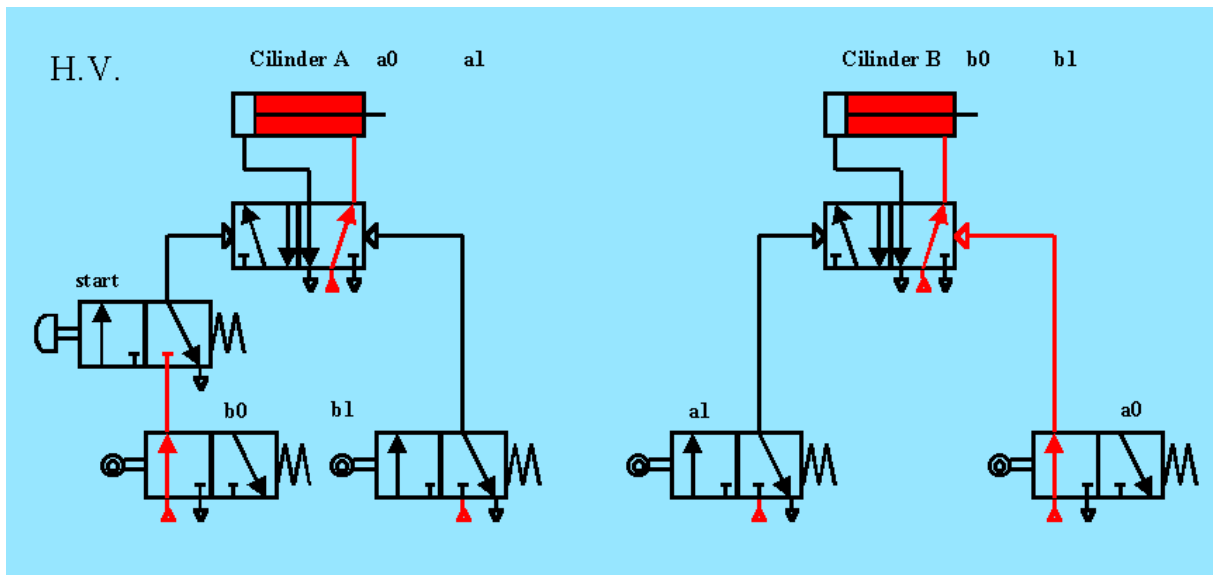 H.V.
Cilinder A a0 a1
Cilinder B b0 b1
start
b0
b1
a1
a0